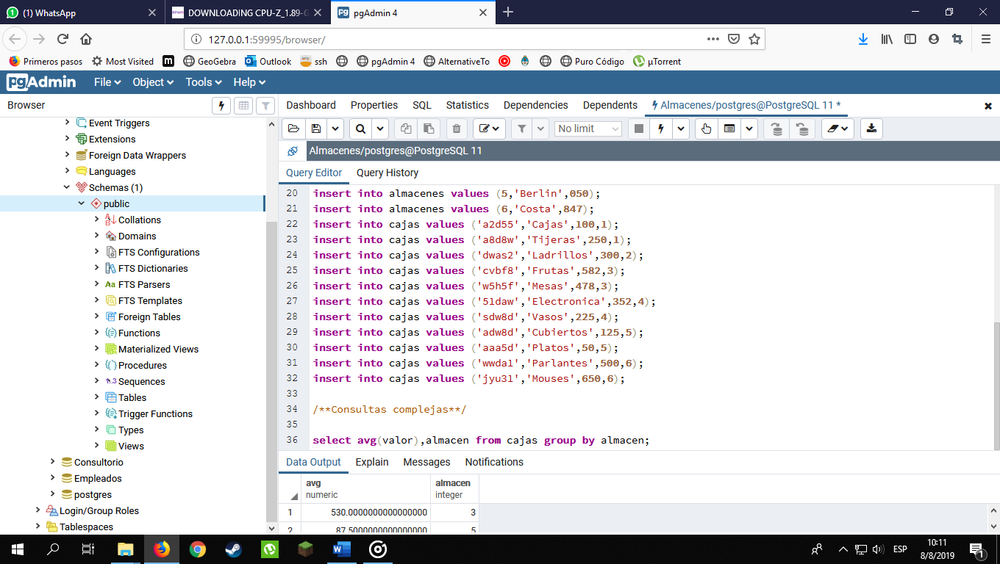 (1) WhatsApp
DOWNLOADING CPU-Z_1.89-
pgAdmin 4
127.0.0.1:59995/browser/
Primeros pasos Most Visited m GeoGebra Outlook ssh pgAdmin 4 AlternativeTo Puro Código µTorrent
pgAdmin File Object Tools Help
Browser
Dashboard Properties SQL Statistics Dependencies Dependents Almacenes/postgres@PostgreSQL 11 *
No limit
Almacenes/postgres@PostgreSQL 11
Query Editor Query History
Event Triggers
Extensions
Foreign Data Wrappers
Languages
Schemas (1)
public
Collations
Domains
FTS Configurations
FTS Dictionaries
Aa FTS Parsers
FTS Templates
Foreign Tables
Functions
Materialized Views
Procedures
1..3 Sequences
Tables
Trigger Functions
Types
Views
Consultorio
Empleados
postgres
Login/Group Roles
Tablespaces
20 insert into almacenes values (5,'Berlin',050);
21 insert into almacenes values (6,'Costa',847);
22 insert into cajas values ('a2d55','Cajas',100,1);
23 insert into cajas values ('a8d8w','Tijeras',250,1);
24 insert into cajas values ('dwas2','Ladrillos',300,2);
25 insert into cajas values ('cvbf8','Frutas',582,3);
26 insert into cajas values ('w5h5f','Mesas',478,3);
27 insert into cajas values ('5ldaw','Electronica',352,4);
28 insert into cajas values ('sdw8d','Vasos',225,4);
29 insert into cajas values ('adw8d','Cubiertos',125,5);
30 insert into cajas values ('aaa5d','Platos',50,5);
31 insert into cajas values ('wwda1','Parlantes',500,6);
32 insert into cajas values ('jyu31','Mouses',650,6);
33
34 /**Consultas complejas**/
35
36 select avg(valor),almacen from cajas group by almacen;
Data Output Explain Messages Notifications
avg almacen
numeric integer
1 530.0000000000000000 3
2 87.5000000000000000 5
ESP
10:11
8/8/2019
1